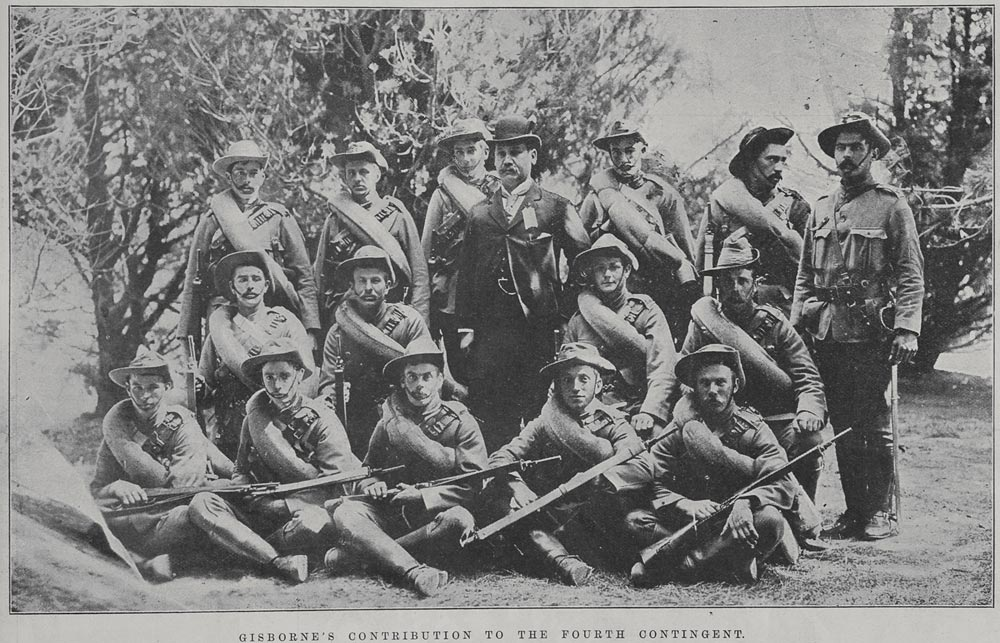 GISBORNE'S CONTRIBUTION TO THE FOURTH CONTINGENT.